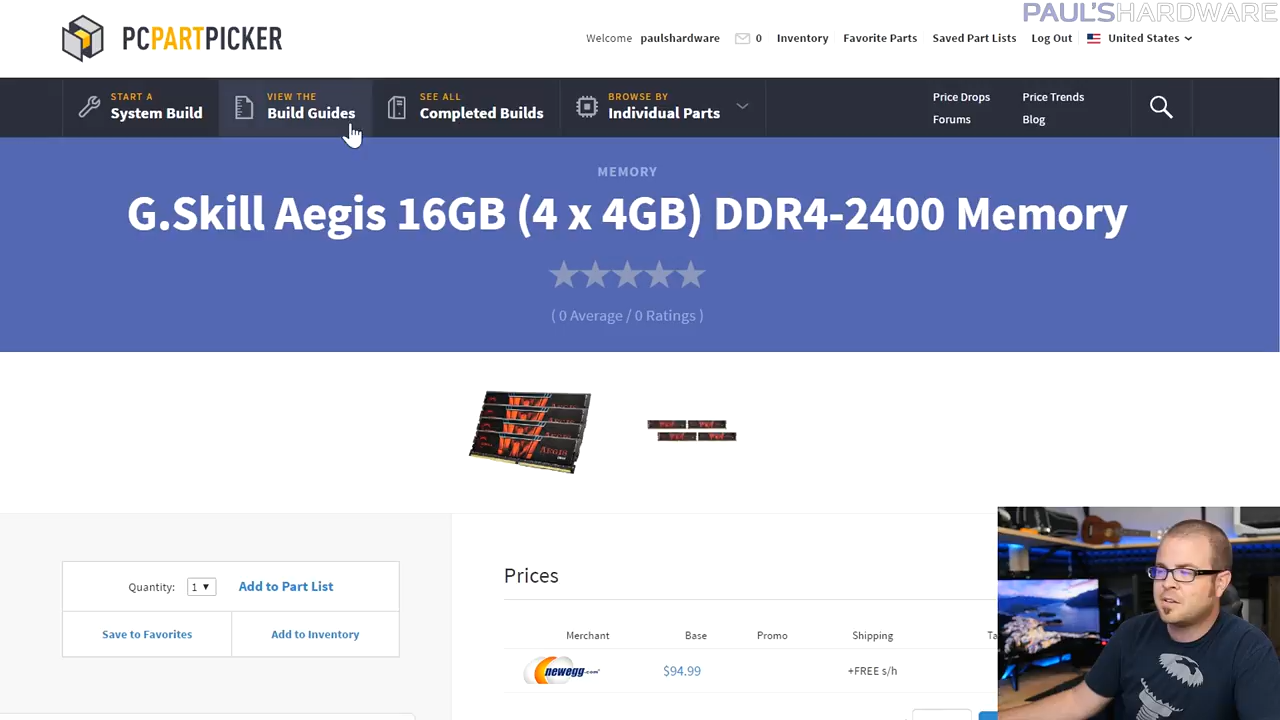 PAUL'SHARDWARE
PCPARTPICKER
Welcome paulshardware 0 Inventory Favorite Parts Saved Part Lists Log Out United States
START A
System Build
VIEW THE
Build Guides
SEE ALL
Completed Builds
BROWSE BY
Individual Parts
Price Drops Price Trends
Forums Blog
MEMORY
G.Skill Aegis 16GB (4 x 4GB) DDR4-2400 Memory
( 0 Average / 0 Ratings )
AEGIS
Quantity: 1 Add to Part List
Save to Favorites Add to Inventory
Prices
Merchant Base Promo Shipping
newegg.com $94.99 +FREE s/h